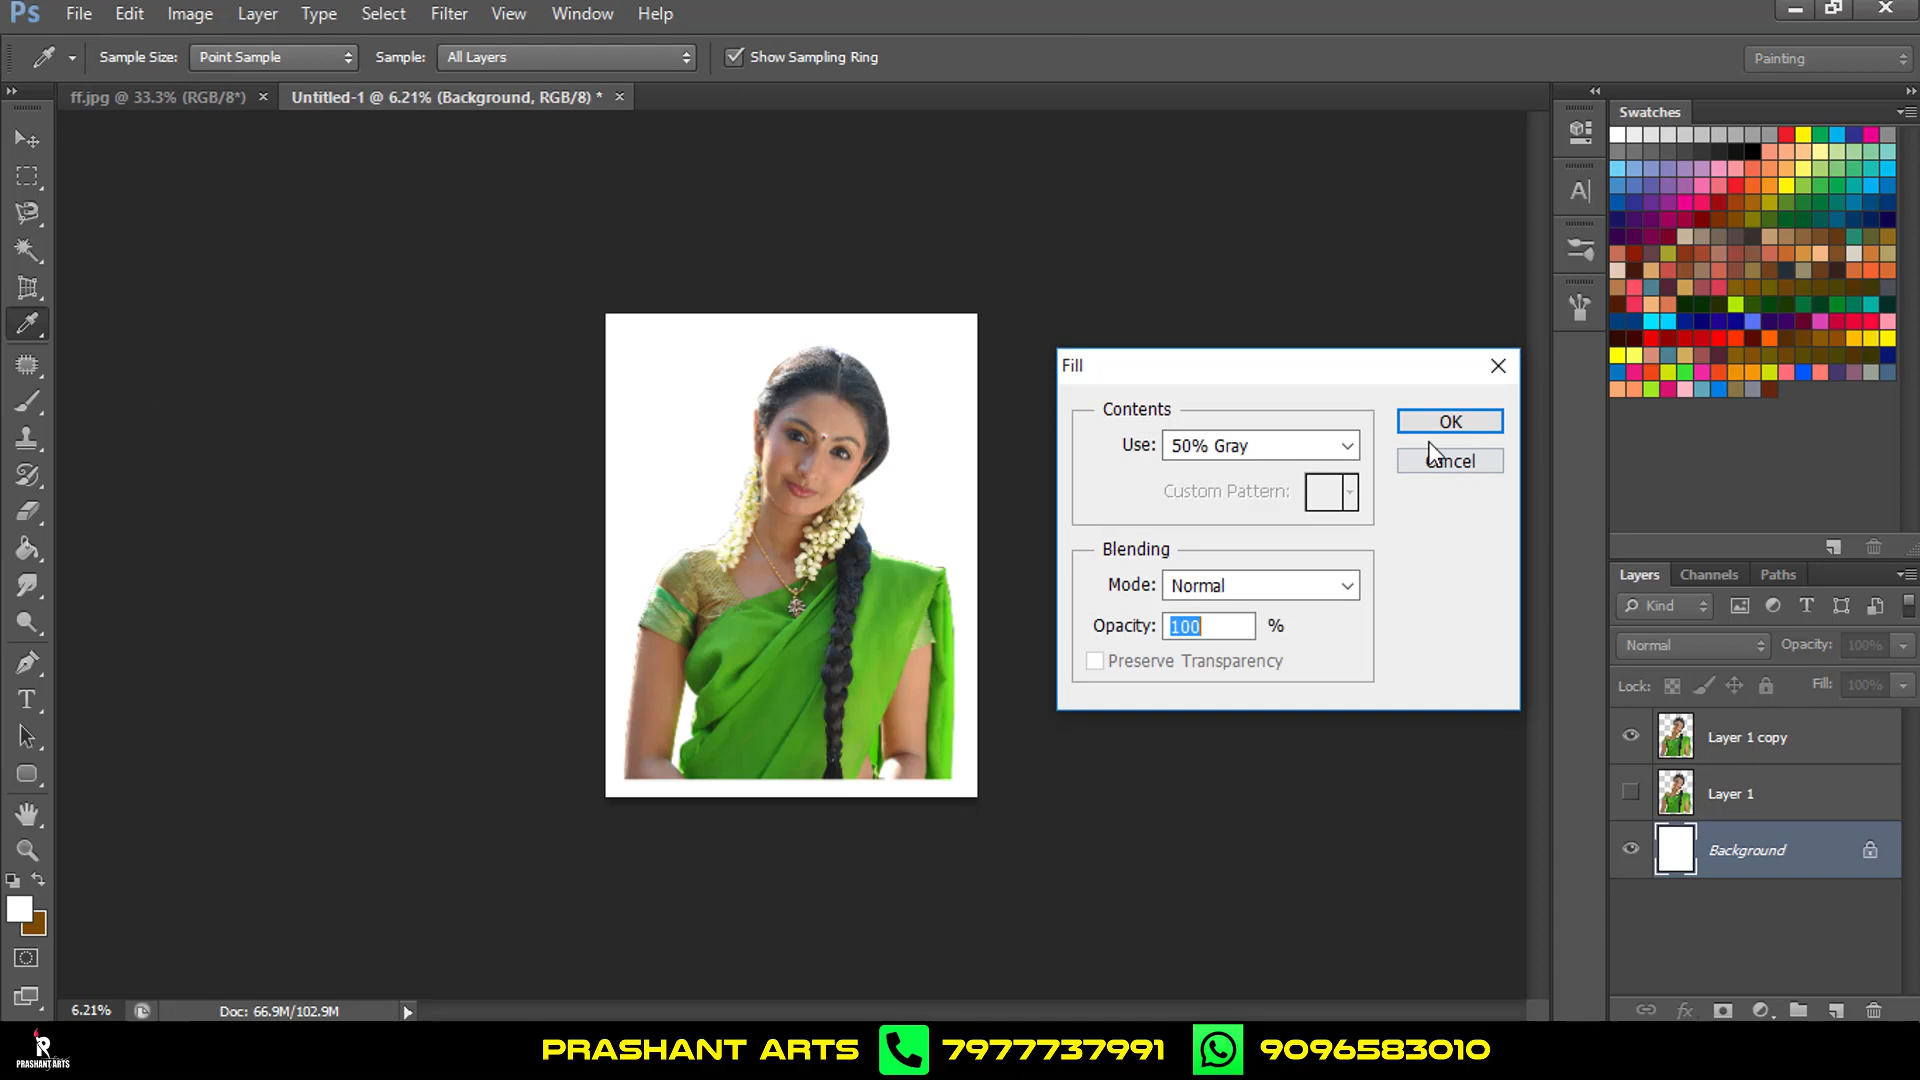 Ps File Edit Image Layer Type Select Filter View Window Help
Sample Size: Point Sample Sample: All Layers Show Sampling Ring Painting
ff.jpg @ 33.3% (RGB/8*) × Untitled-1 @ 6.21% (Background, RGB/8) * ×
Swatches
Fill
Contents
Use: 50% Gray
Custom Pattern:
OK
Cancel
Blending
Mode: Normal
Opacity: 100 %
Preserve Transparency
Layers Channels Paths
Kind
Normal Opacity: 100%
Lock: Fill: 100%
Layer 1 copy
Layer 1
Background
6.21% Doc: 66.9M/102.9M
PRASHANT ARTS
PRASHANT ARTS 7977737991 9096583010